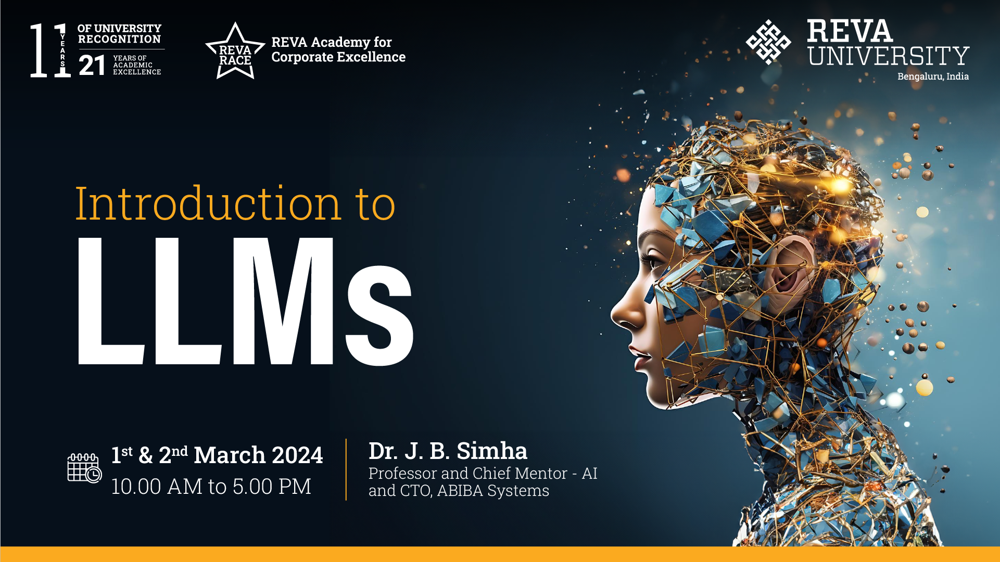 11
YEARS
OF UNIVERSITY
RECOGNITION
21
YEARS OF
ACADEMIC
EXCELLENCE
REVA
RACE
REVA Academy for
Corporate Excellence
REVA
UNIVERSITY
Bengaluru, India
Introduction to
LLMs
1st & 2nd March 2024
10.00 AM to 5.00 PM
Dr. J. B. Simha
Professor and Chief Mentor - AI
and CTO, ABIBA Systems